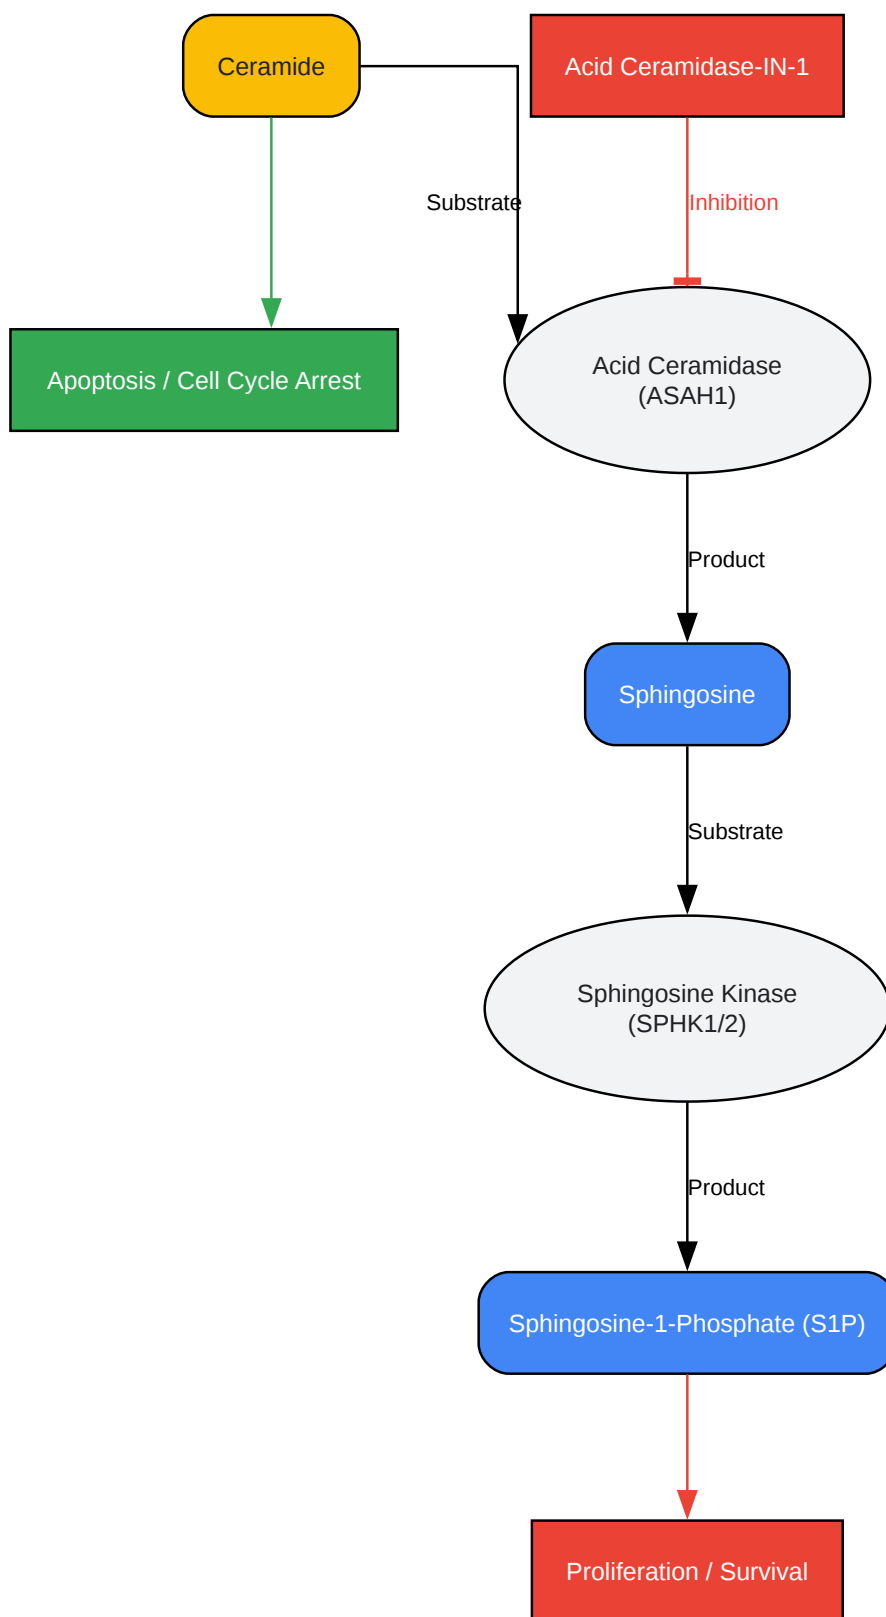 Ceramide
Acid Ceramidase-IN-1
Substrate
Inhibition
Apoptosis / Cell Cycle Arrest
Acid Ceramidase
(ASAH1)
Product
Sphingosine
Substrate
Sphingosine Kinase
(SPHK1/2)
Product
Sphingosine-1-Phosphate (S1P)
Proliferation / Survival